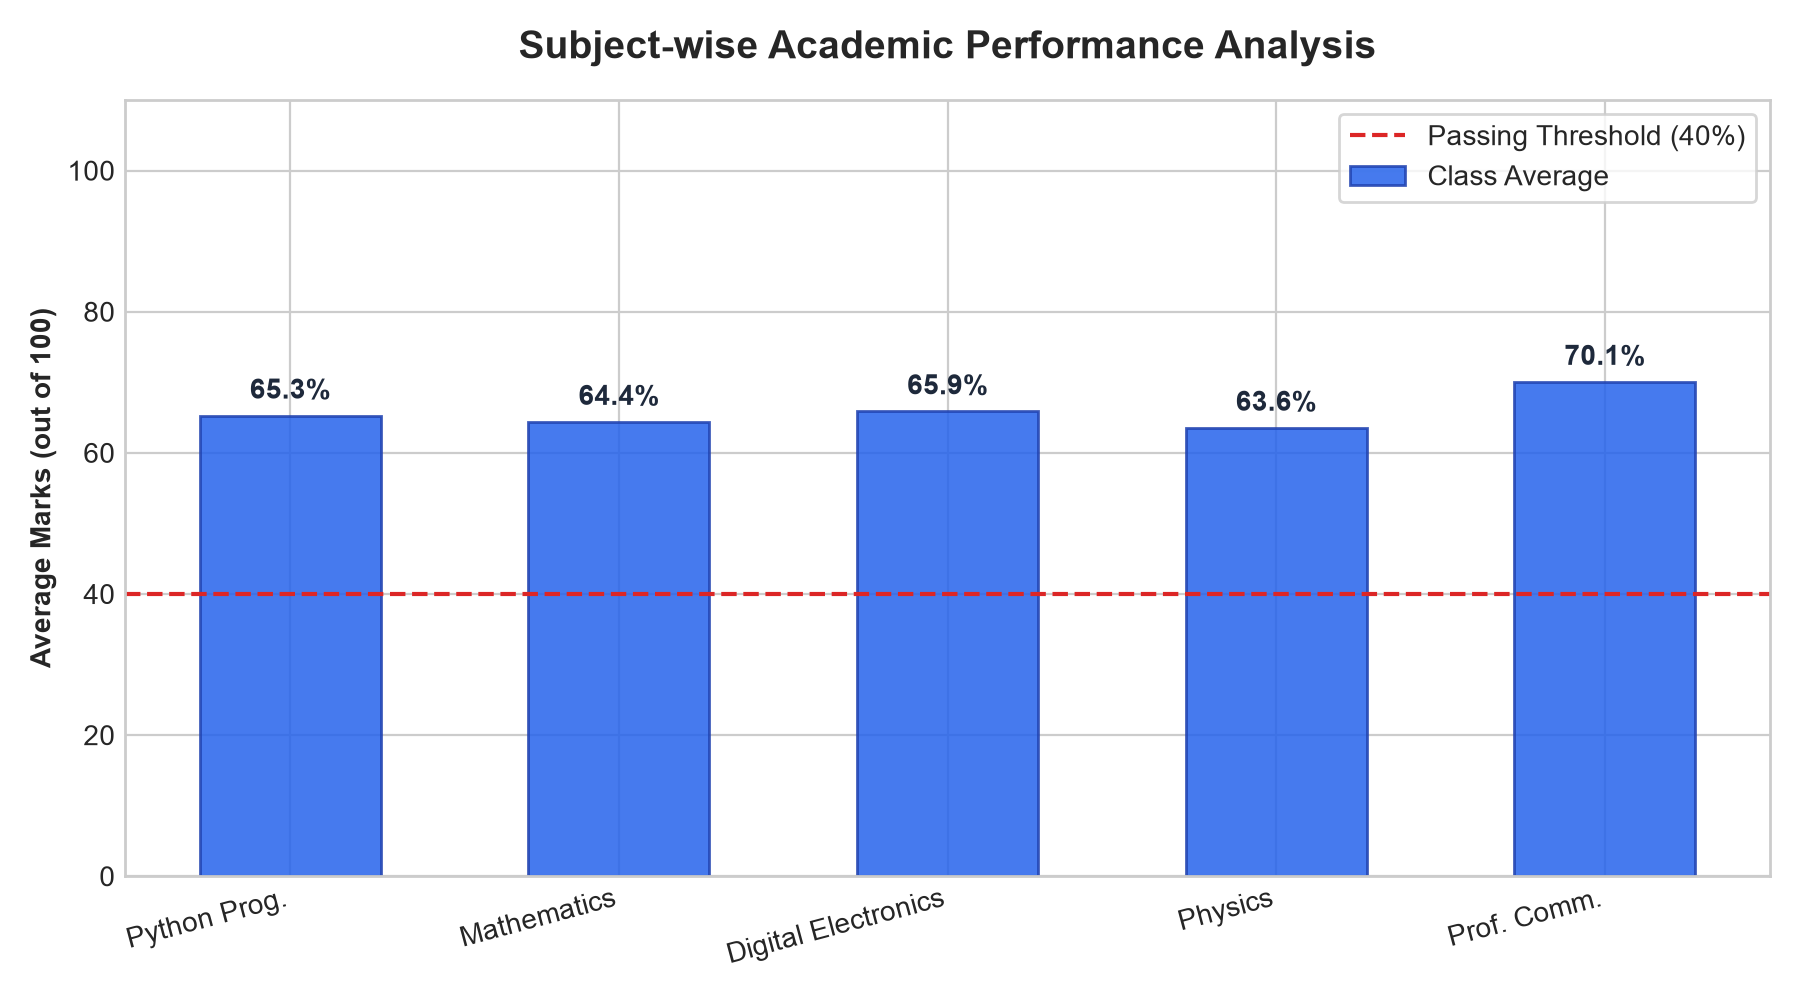 Subject-wise Academic Performance Analysis
Passing Threshold (40%)
Class Average
Average Marks (out of 100)
100
80
60
40
20
0
65.3%
64.4%
65.9%
63.6%
70.1%
Python Prog.
Mathematics
Digital Electronics
Physics
Prof. Comm.